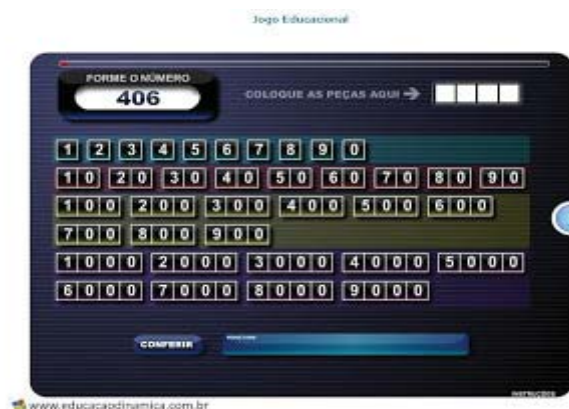 Jogo Educacional
FORME O NÚMERO
406
COLOQUE AS PEÇAS AQUI
1 2 3 4 5 6 7 8 9 0
10 20 30 40 50 60 70 80 90
100 200 300 400 500 600
700 800 900
1000 2000 3000 4000 5000
6000 7000 8000 9000
CONFERIR
INSTRUÇÕES
www.educacaodinamica.com.br